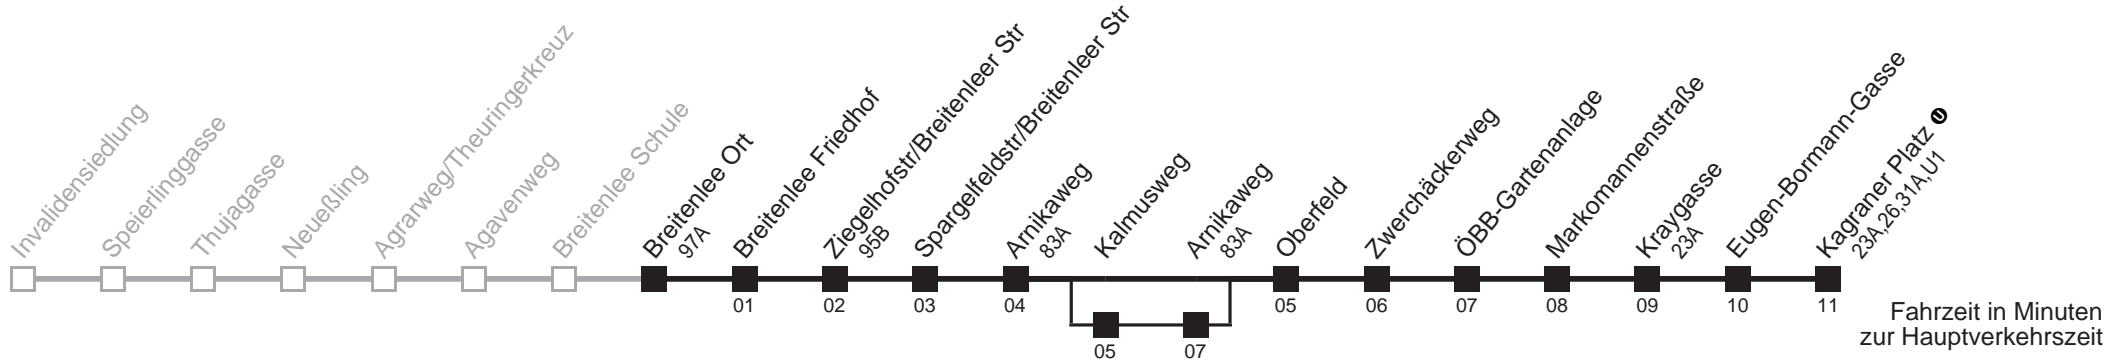 Invalidensiedlung
Speierlinggasse
Thujagasse
Neueßling
Agrarweg/Theuringerkreuz
Agavenweg
Breitenlee Schule
Breitenlee Ort
97A
Breitenlee Friedhof
Ziegelhofstr/Breitenleer Str
95B
Spargelfeldstr/Breitenleer Str
Arnikaweg
83A
Kalmusweg
Arnikaweg
83A
Oberfeld
Zwerchäckerweg
ÖBB-Gartenanlage
Markomannenstraße
Kraygasse
23A
Eugen-Bormann-Gasse
Kagraner Platz U
23A,26,31A,U1
01 02 03 04 05 06 07 08 09 10 11
05 07
Fahrzeit in Minuten
zur Hauptverkehrszeit